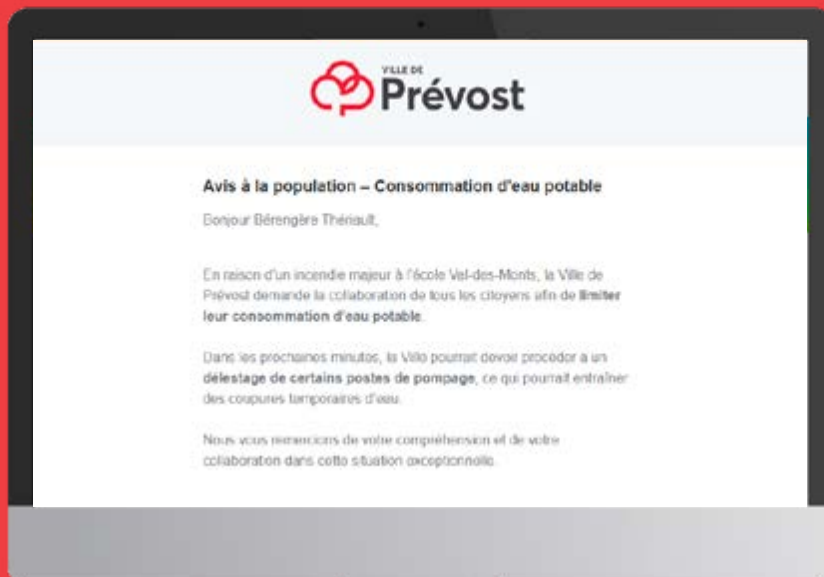 VILLE DE
Prévost
Avis à la population – Consommation d'eau potable
Bonjour Bérengère Thériault,
En raison d'un incendie majeur à l'école Val-des-Monts, la Ville de
Prévost demande la collaboration de tous les citoyens afin de limiter
leur consommation d'eau potable.
Dans les prochaines minutes, la Ville pourrait devoir procéder à un
délestage de certains postes de pompage, ce qui pourrait entraîner
des coupures temporaires d'eau.
Nous vous remercions de votre compréhension et de votre
collaboration dans cette situation exceptionnelle.